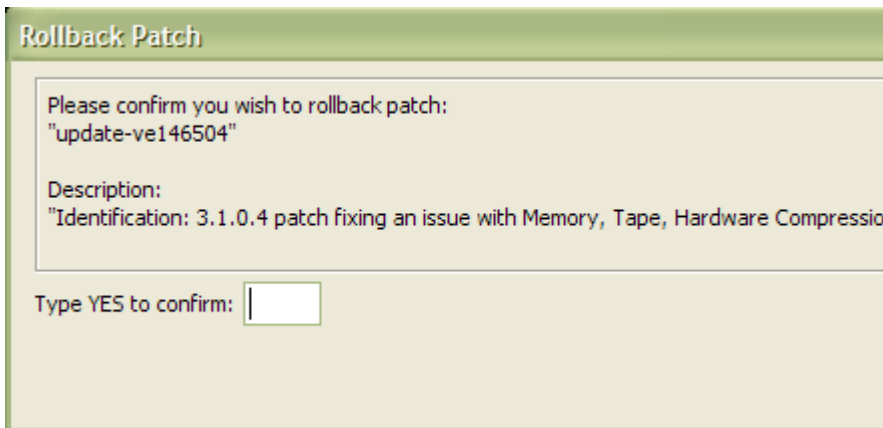 Rollback Patch
Please confirm you wish to rollback patch:
"update-ve146504"
Description:
"Identification: 3.1.0.4 patch fixing an issue with Memory, Tape, Hardware Compressio
Type YES to confirm: